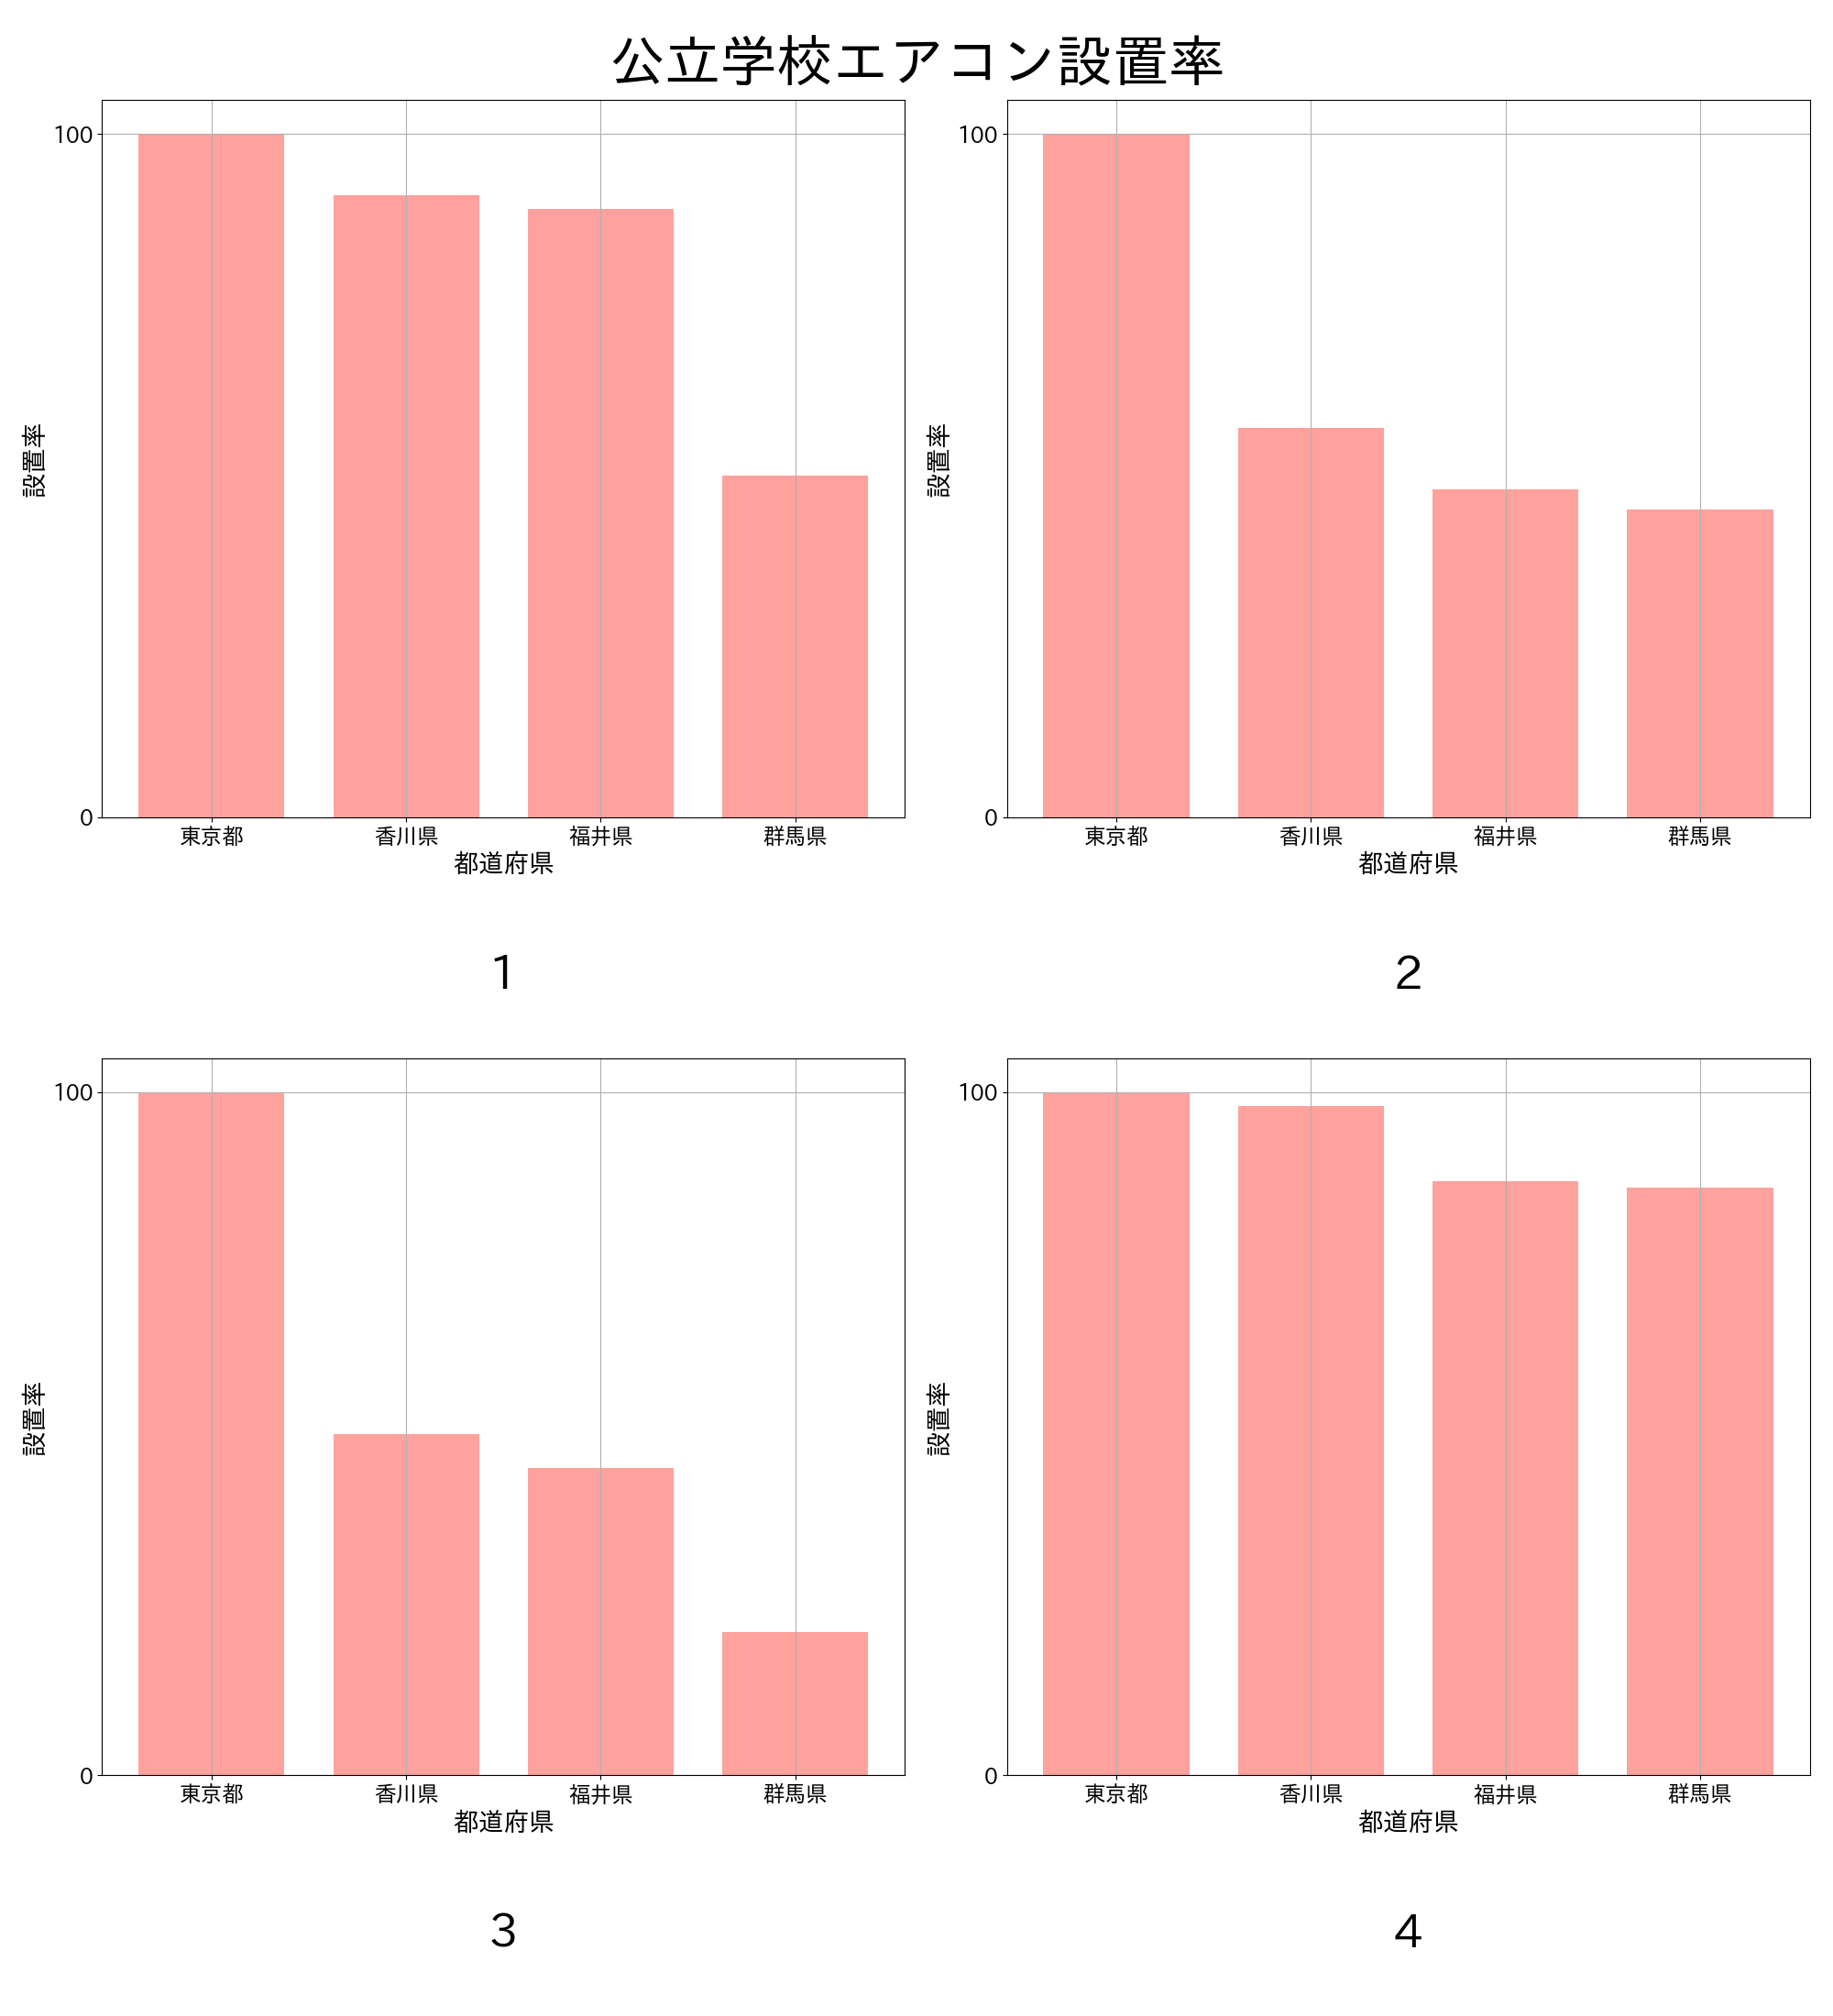 公立学校エアコン設置率
100
0
設置率
東京都 香川県 福井県 群馬県
都道府県
1
100
0
設置率
東京都 香川県 福井県 群馬県
都道府県
2
100
0
設置率
東京都 香川県 福井県 群馬県
都道府県
3
100
0
設置率
東京都 香川県 福井県 群馬県
都道府県
4